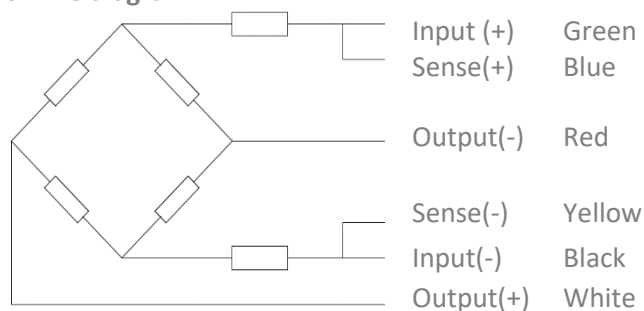 Input (+) Green
Sense(+) Blue
Output(-) Red
Sense(-) Yellow
Input(-) Black
Output(+) White